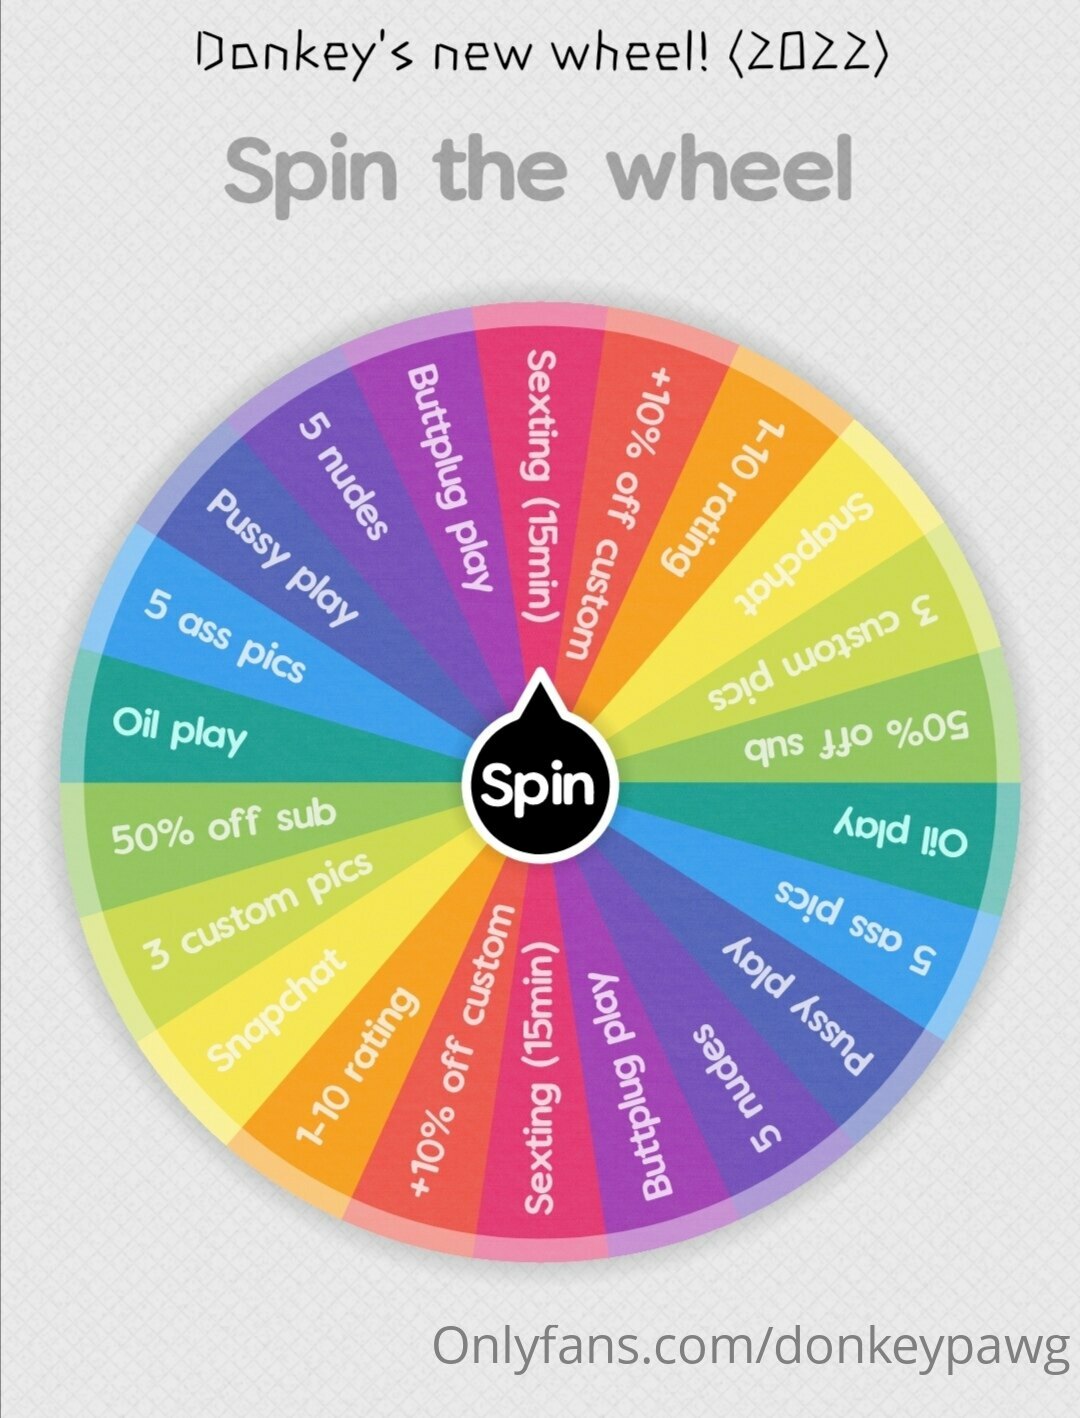 Donkey's new wheel! (2022)
Spin the wheel
Sexting (15min)
+10% off custom
1-10 rating
Snapchat
3 custom pics
50% off sub
Oil play
5 ass pics
Pussy play
5 nudes
Buttplug play
Sexting (15min)
+10% off custom
1-10 rating
Snapchat
3 custom pics
50% off sub
Oil play
5 ass pics
Pussy play
5 nudes
Buttplug play
Spin
Onlyfans.com/donkeypawg